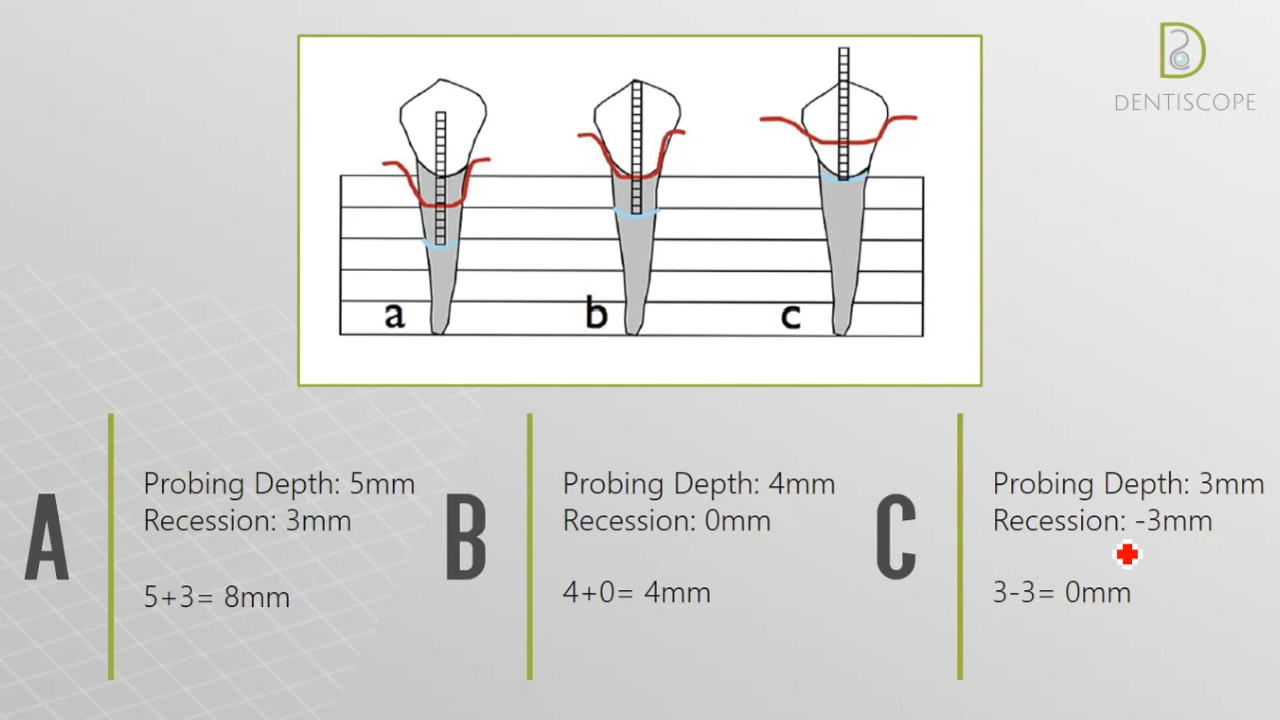 DENTISCOPE
a
b
c
A
Probing Depth: 5mm
Recession: 3mm
5+3= 8mm
B
Probing Depth: 4mm
Recession: 0mm
4+0= 4mm
C
Probing Depth: 3mm
Recession: -3mm
3-3= 0mm